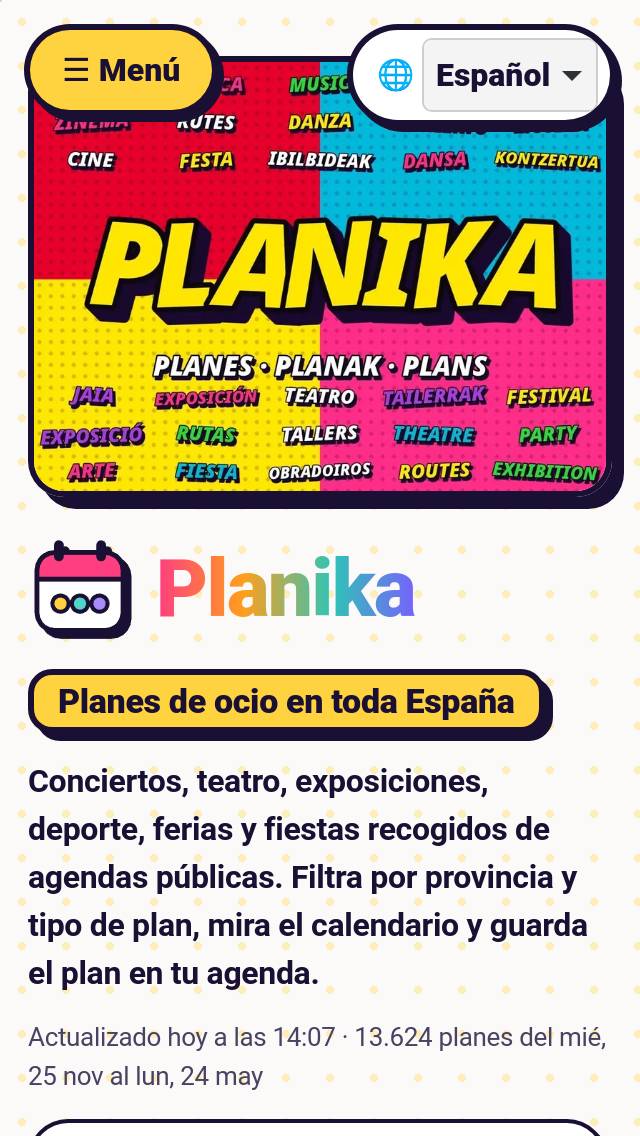 ☰ Menú
🌐 Español
ZINEMA RUTES DANZA
CINE FESTA IBILBIDEAK DANSA KONTZERTUA
PLANIKA
PLANES · PLANAK · PLANS
JAIA EXPOSICIÓN TEATRO TAILERRAK FESTIVAL
EXPOSICIÓ RUTAS TALLERS THEATRE PARTY
ARTE FIESTA OBRADOIROS ROUTES EXHIBITION
Planika
Planes de ocio en toda España
Conciertos, teatro, exposiciones,
deporte, ferias y fiestas recogidos de
agendas públicas. Filtra por provincia y
tipo de plan, mira el calendario y guarda
el plan en tu agenda.
Actualizado hoy a las 14:07 · 13.624 planes del mié,
25 nov al lun, 24 may